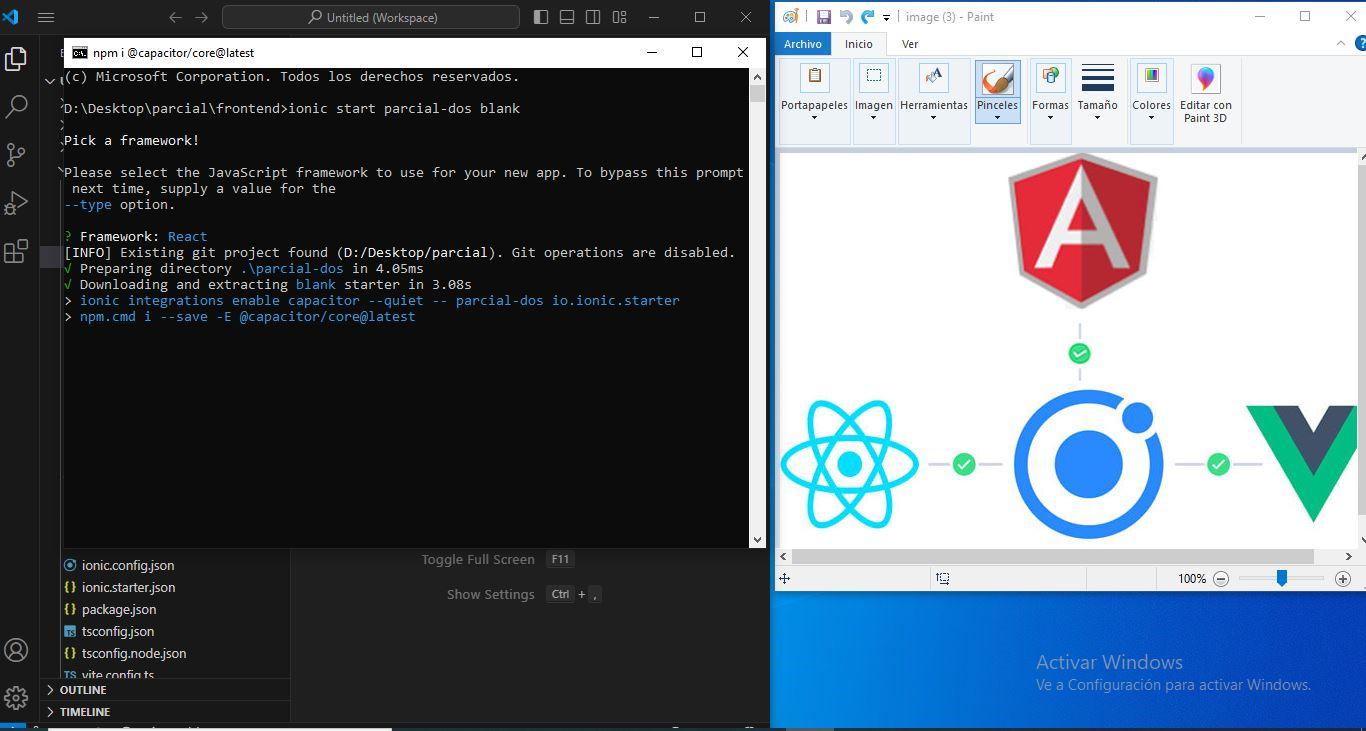 Untitled (Workspace)
npm i @capacitor/core@latest
(c) Microsoft Corporation. Todos los derechos reservados.
D:\Desktop\parcial\frontend>ionic start parcial-dos blank
Pick a framework!
Please select the JavaScript framework to use for your new app. To bypass this prompt
next time, supply a value for the
--type option.
? Framework: React
[INFO] Existing git project found (D:/Desktop/parcial). Git operations are disabled.
√ Preparing directory .\parcial-dos in 4.05ms
√ Downloading and extracting blank starter in 3.08s
> ionic integrations enable capacitor --quiet -- parcial-dos io.ionic.starter
> npm.cmd i --save -E @capacitor/core@latest
Toggle Full Screen F11
Show Settings Ctrl + ,
ionic.config.json
{} ionic.starter.json
{} package.json
TS tsconfig.json
{} tsconfig.node.json
TS vite.config.ts
OUTLINE
TIMELINE
image (3) - Paint
Archivo Inicio Ver
Portapapeles Imagen Herramientas Pinceles Formas Tamaño Colores Editar con
Paint 3D
100%
Activar Windows
Ve a Configuración para activar Windows.